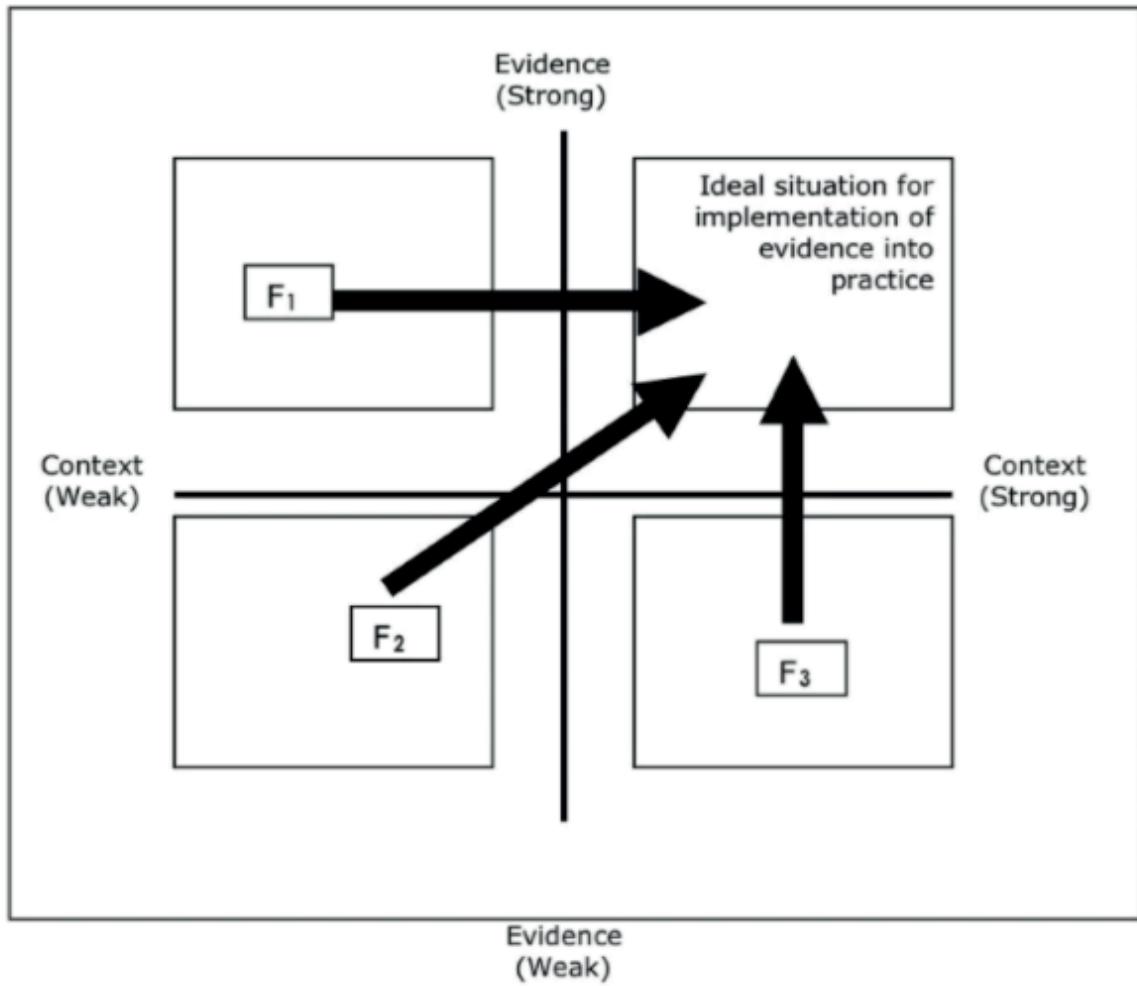 Evidence
(Strong)
Ideal situation for
implementation of
evidence into
practice
F₁
Context
(Weak)
Context
(Strong)
F₂
F₃
Evidence
(Weak)